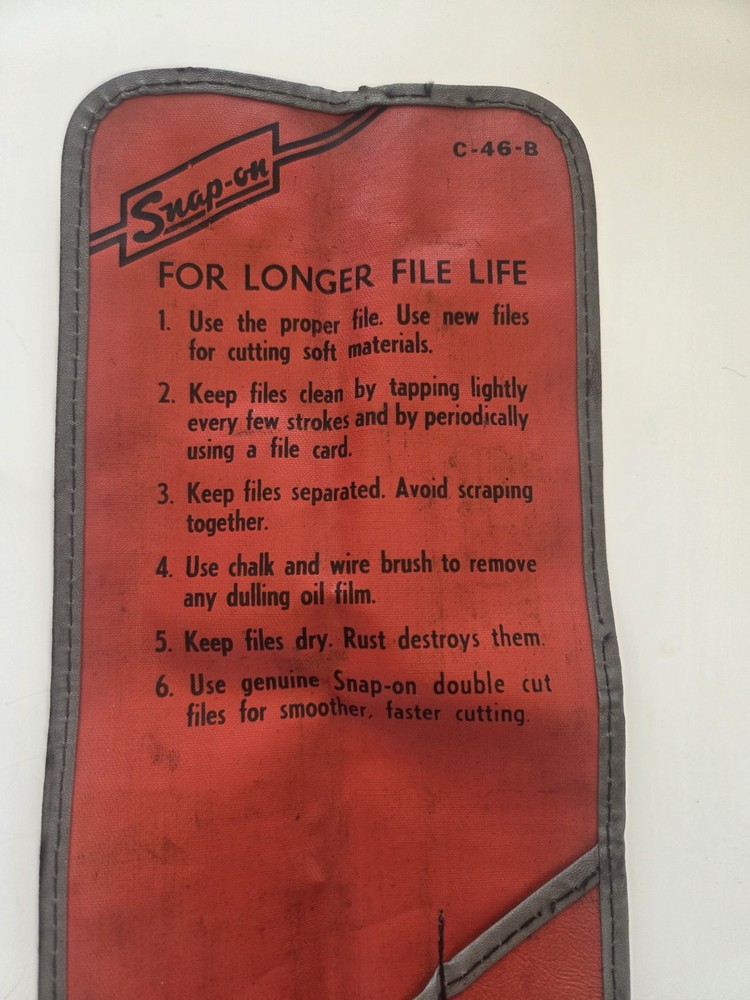 Snap-on
C-46-B
FOR LONGER FILE LIFE
1. Use the proper file. Use new files
for cutting soft materials.
2. Keep files clean by tapping lightly
every few strokes and by periodically
using a file card.
3. Keep files separated. Avoid scraping
together.
4. Use chalk and wire brush to remove
any dulling oil film.
5. Keep files dry. Rust destroys them.
6. Use genuine Snap-on double cut
files for smoother, faster cutting.